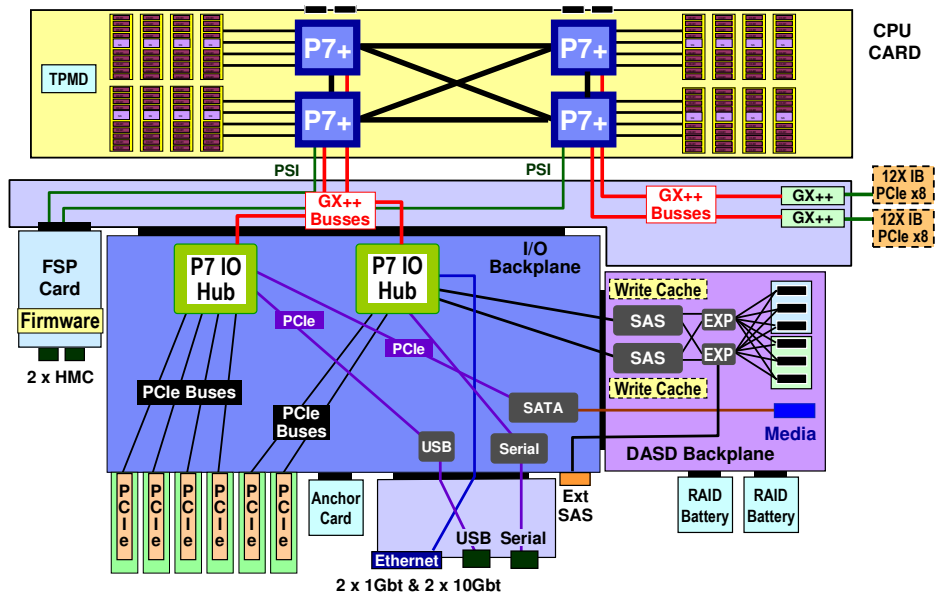 P7+
P7+
CPU
CARD
TPMD
P7+
P7+
PSI
PSI
GX++
Busses
GX++
Busses
GX++
GX++
12X IB
PCIe x8
12X IB
PCIe x8
I/O
Backplane
FSP
Card
Firmware
2 x HMC
P7 IO
Hub
P7 IO
Hub
PCIe
PCIe
Write Cache
SAS
EXP
SAS
EXP
Write Cache
PCIe Buses
PCIe
Buses
SATA
Media
USB
Serial
DASD Backplane
PCIe
PCIe
PCIe
PCIe
PCIe
PCIe
Anchor
Card
Ext
SAS
RAID
Battery
RAID
Battery
USB
Serial
Ethernet
2 x 1Gbt & 2 x 10Gbt